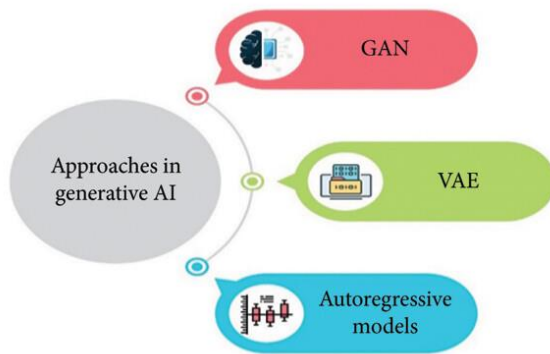 GAN
Approaches in
generative AI
VAE
Autoregressive
models